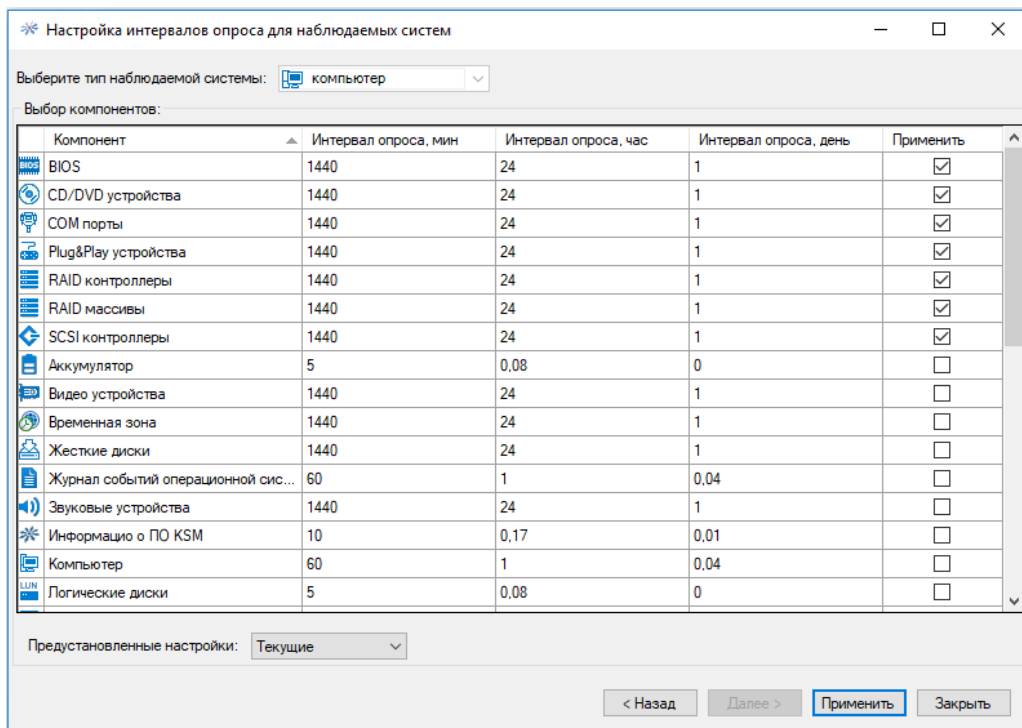 Настройка интервалов опроса для наблюдаемых систем
Выберите тип наблюдаемой системы: компьютер
Выбор компонентов:
Компонент Интервал опроса, мин Интервал опроса, час Интервал опроса, день Применить
BIOS BIOS 1440 24 1
CD/DVD устройства 1440 24 1
COM порты 1440 24 1
Plug&Play устройства 1440 24 1
RAID контроллеры 1440 24 1
RAID массивы 1440 24 1
SCSI контроллеры 1440 24 1
Аккумулятор 5 0,08 0
Видео устройства 1440 24 1
Временная зона 1440 24 1
Жесткие диски 1440 24 1
Журнал событий операционной сис... 60 1 0,04
Звуковые устройства 1440 24 1
Информацио о ПО KSM 10 0,17 0,01
Компьютер 60 1 0,04
LUN Логические диски 5 0,08 0
Предустановленные настройки: Текущие
< Назад Далее > Применить Закрыть